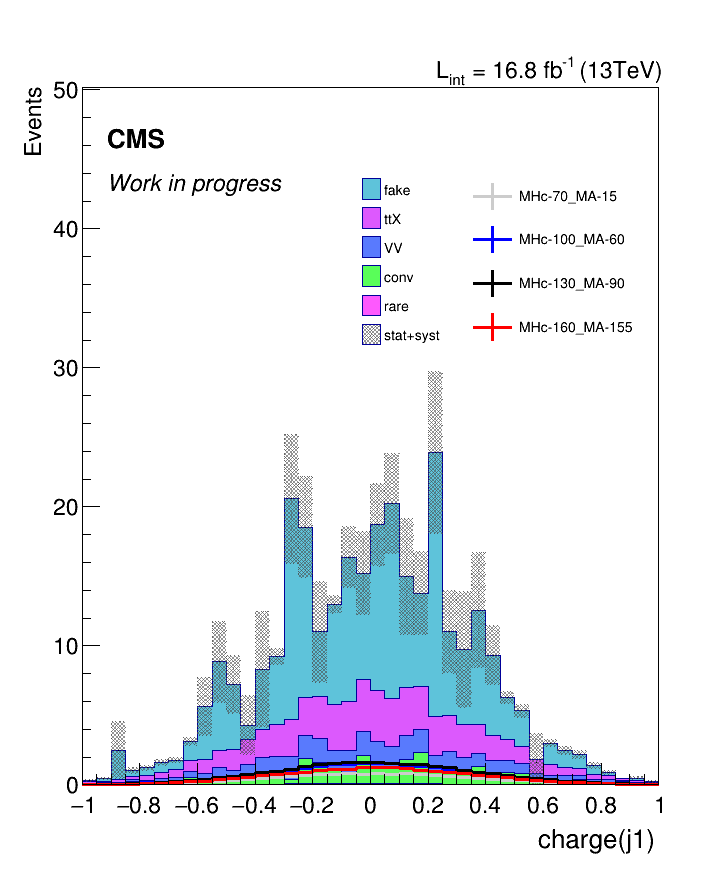 L_int = 16.8 fb^-1 (13TeV)
Events
50
40
30
20
10
0
CMS
Work in progress
fake
ttX
VV
conv
rare
stat+syst
MHc-70_MA-15
MHc-100_MA-60
MHc-130_MA-90
MHc-160_MA-155
−1 −0.8 −0.6 −0.4 −0.2 0 0.2 0.4 0.6 0.8 1
charge(j1)